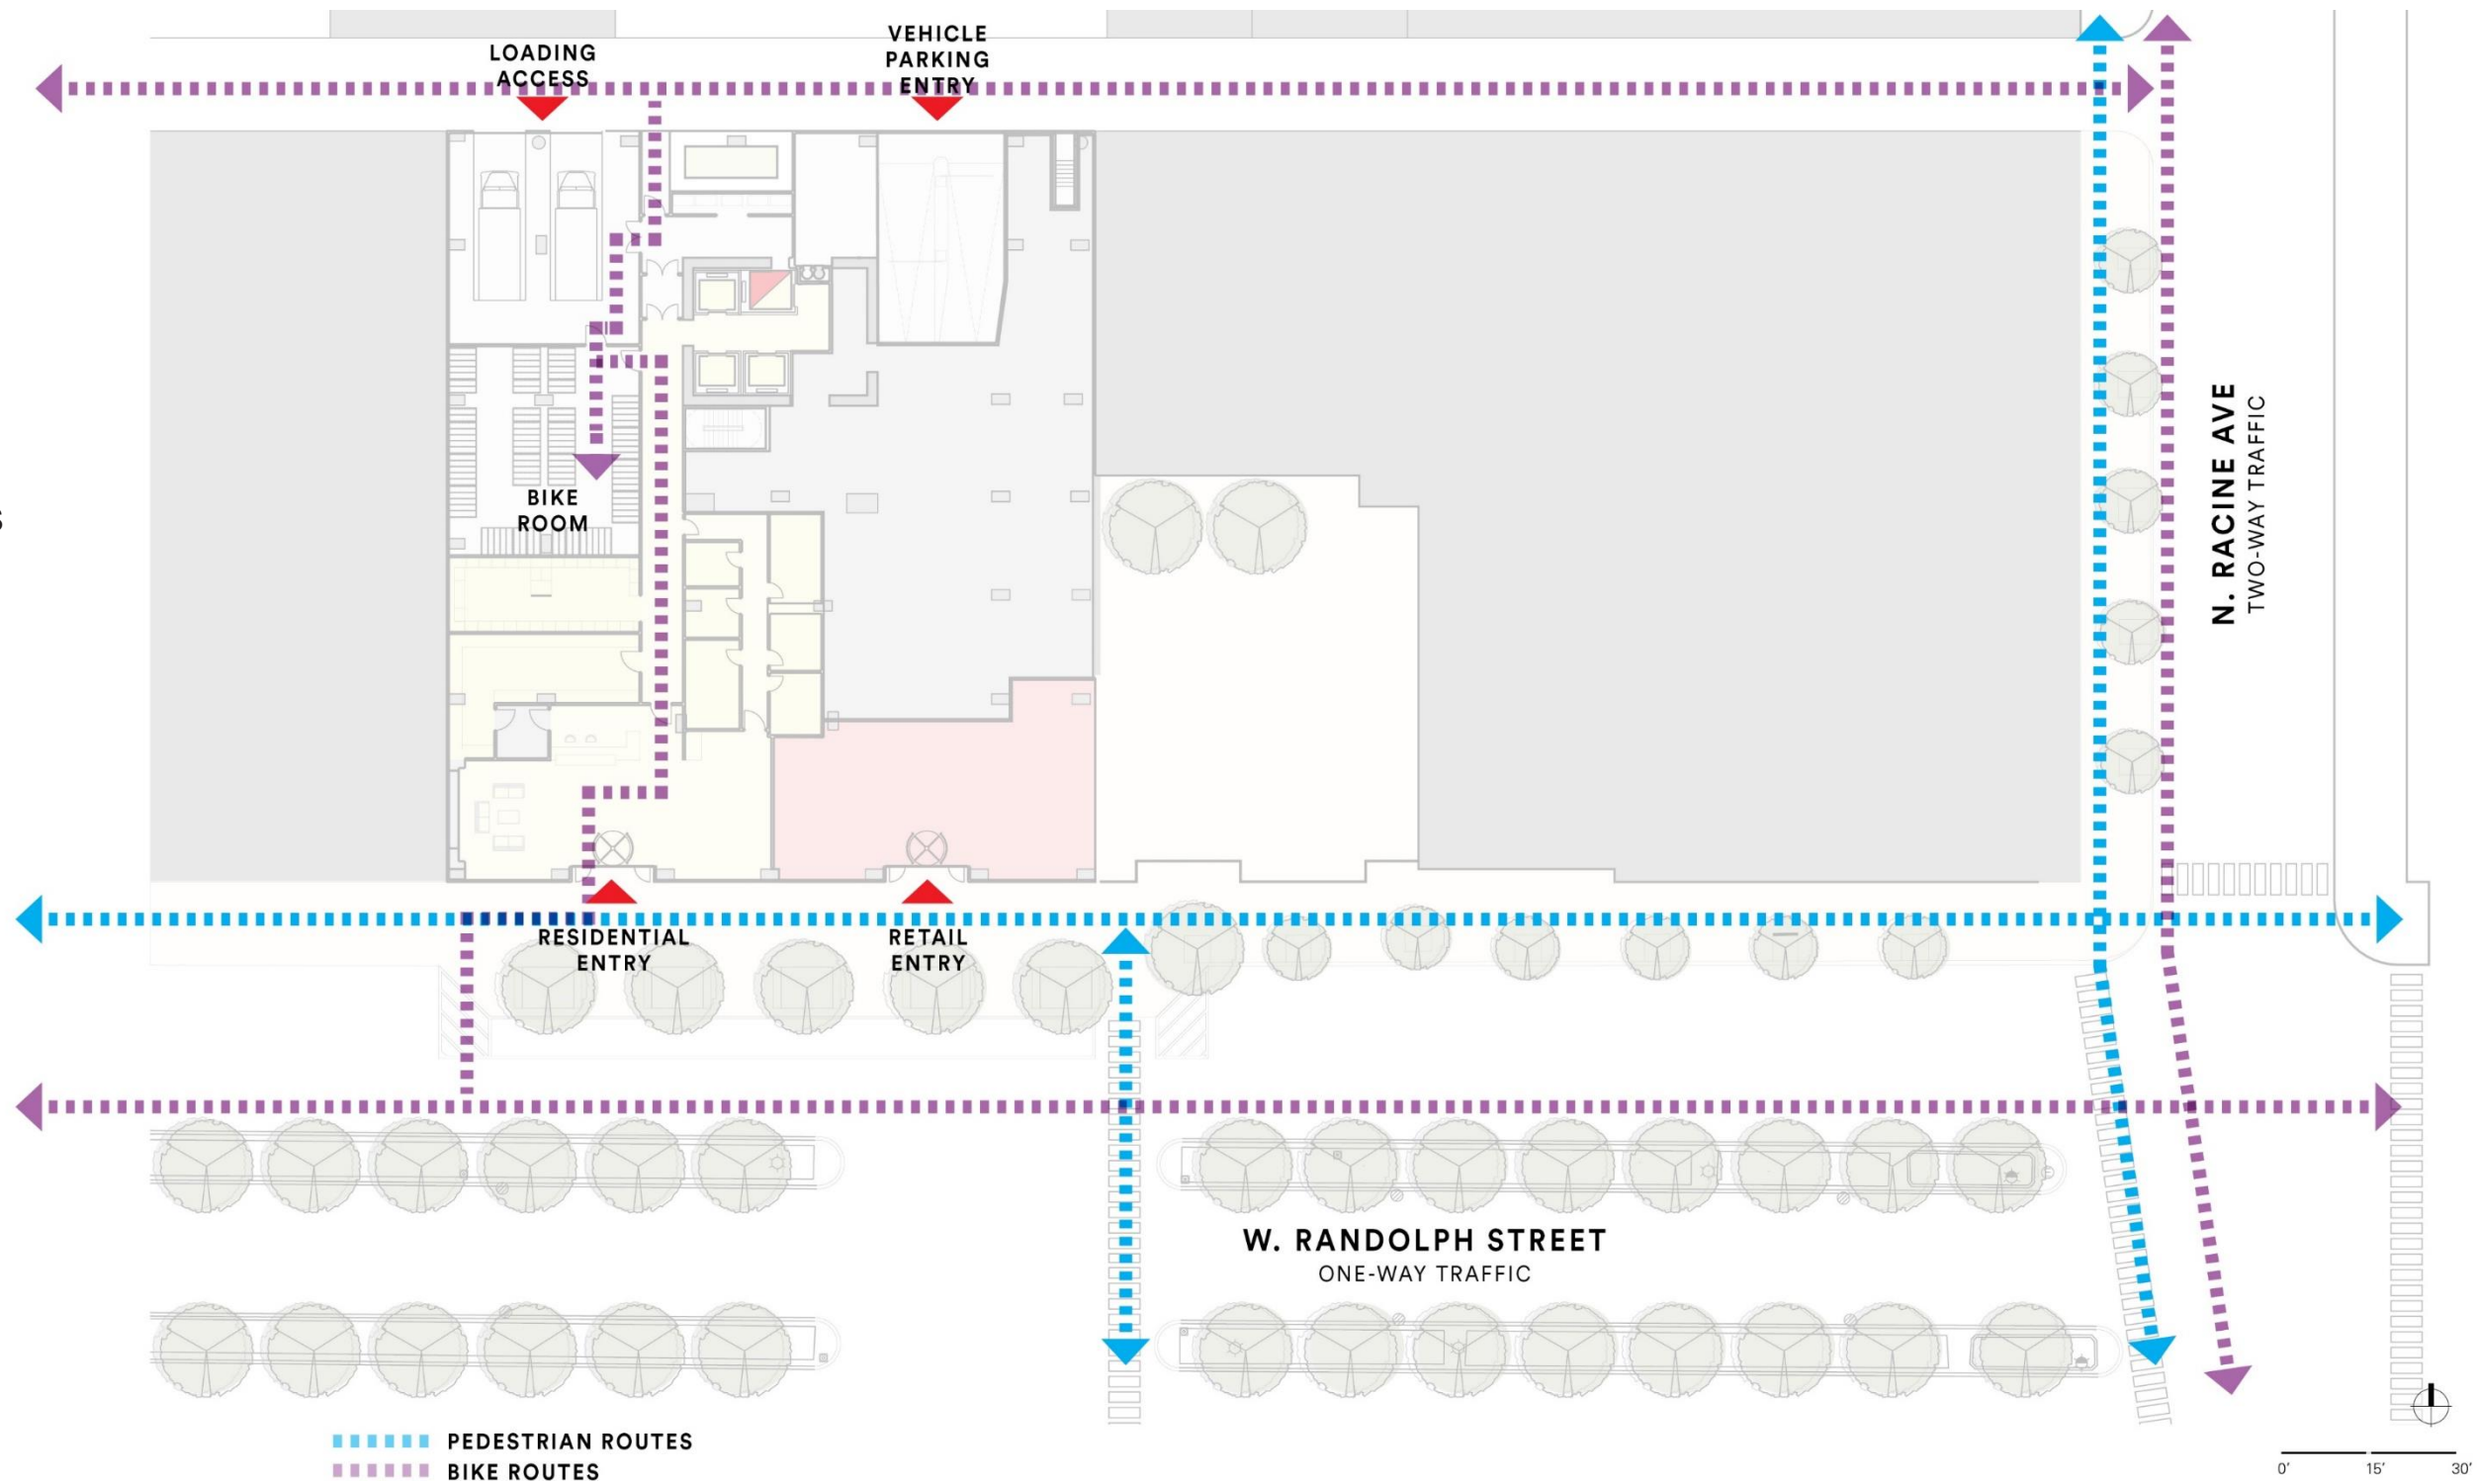 LOADING
ACCESS
VEHICLE
PARKING
ENTRY
N. RACINE AVE
TWO-WAY TRAFFIC
S
BIKE
ROOM
RESIDENTIAL
ENTRY
RETAIL
ENTRY
W. RANDOLPH STREET
ONE-WAY TRAFFIC
PEDESTRIAN ROUTES
BIKE ROUTES
0' 15' 30'